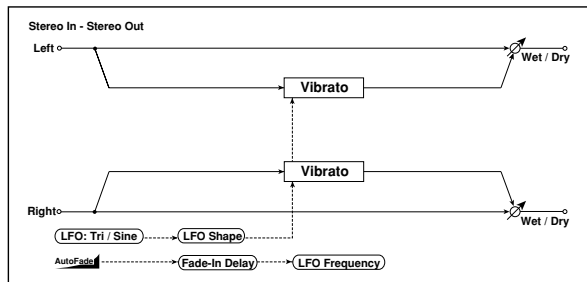 Stereo In - Stereo Out
Left
Wet / Dry
Vibrato
Vibrato
Right
Wet / Dry
LFO: Tri / Sine
LFO Shape
AutoFade
Fade-In Delay
LFO Frequency